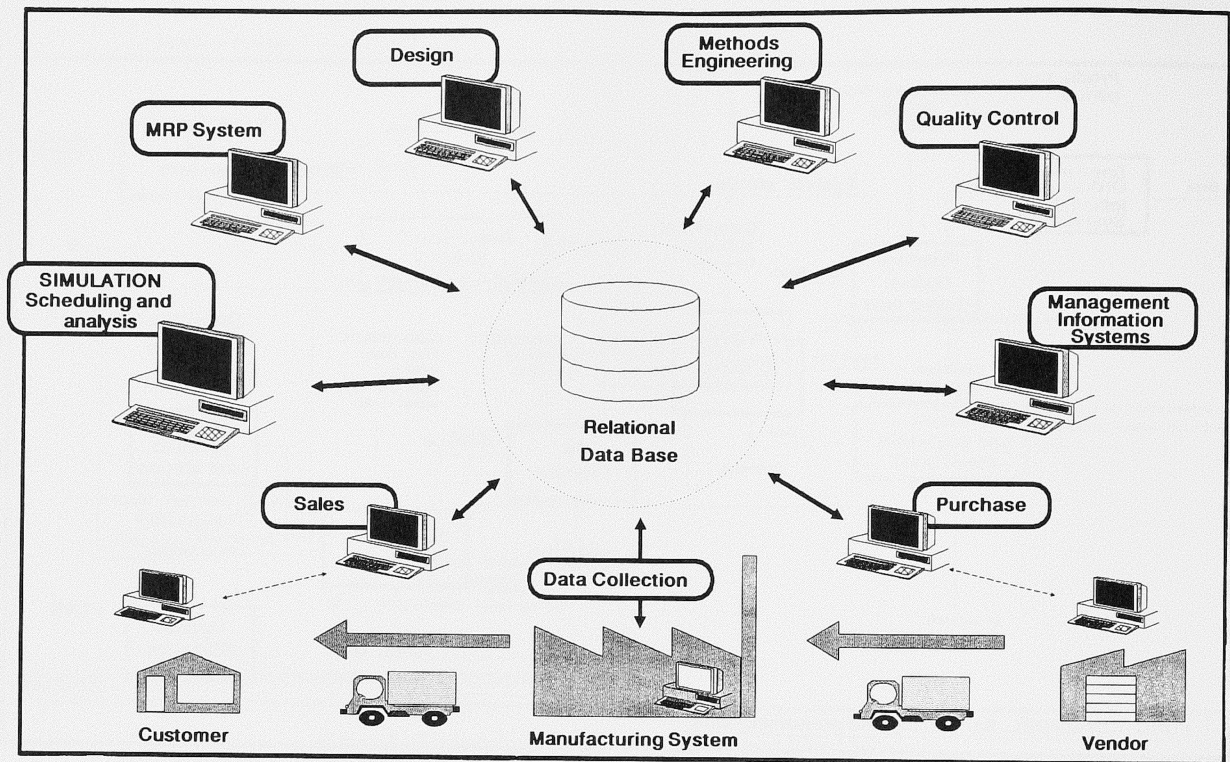 Design
Methods
Engineering
MRP System
Quality Control
SIMULATION
Scheduling and
analysis
Management
Information
Systems
Relational
Data Base
Sales
Purchase
Data Collection
Customer
Manufacturing System
Vendor